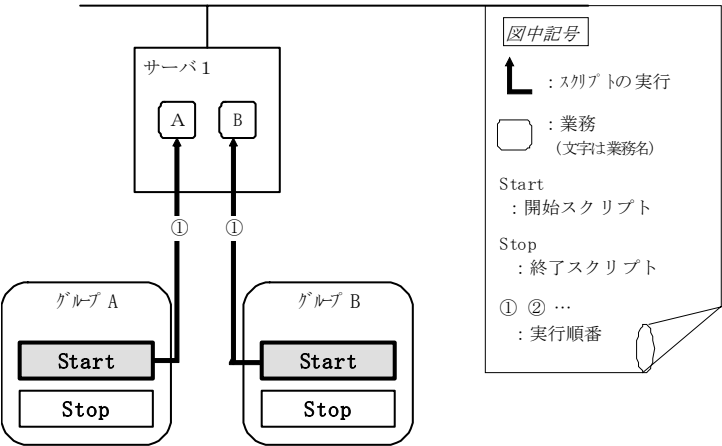 サーバ１
A
B
①
①
ｸﾞﾙｰﾌﾟ A
Start
Stop
ｸﾞﾙｰﾌﾟ B
Start
Stop
図中記号
：ｽｸﾘﾌﾟﾄの実行
：業務
（文字は業務名）
Start
：開始スクリプト
Stop
：終了スクリプト
① ② …
：実行順番